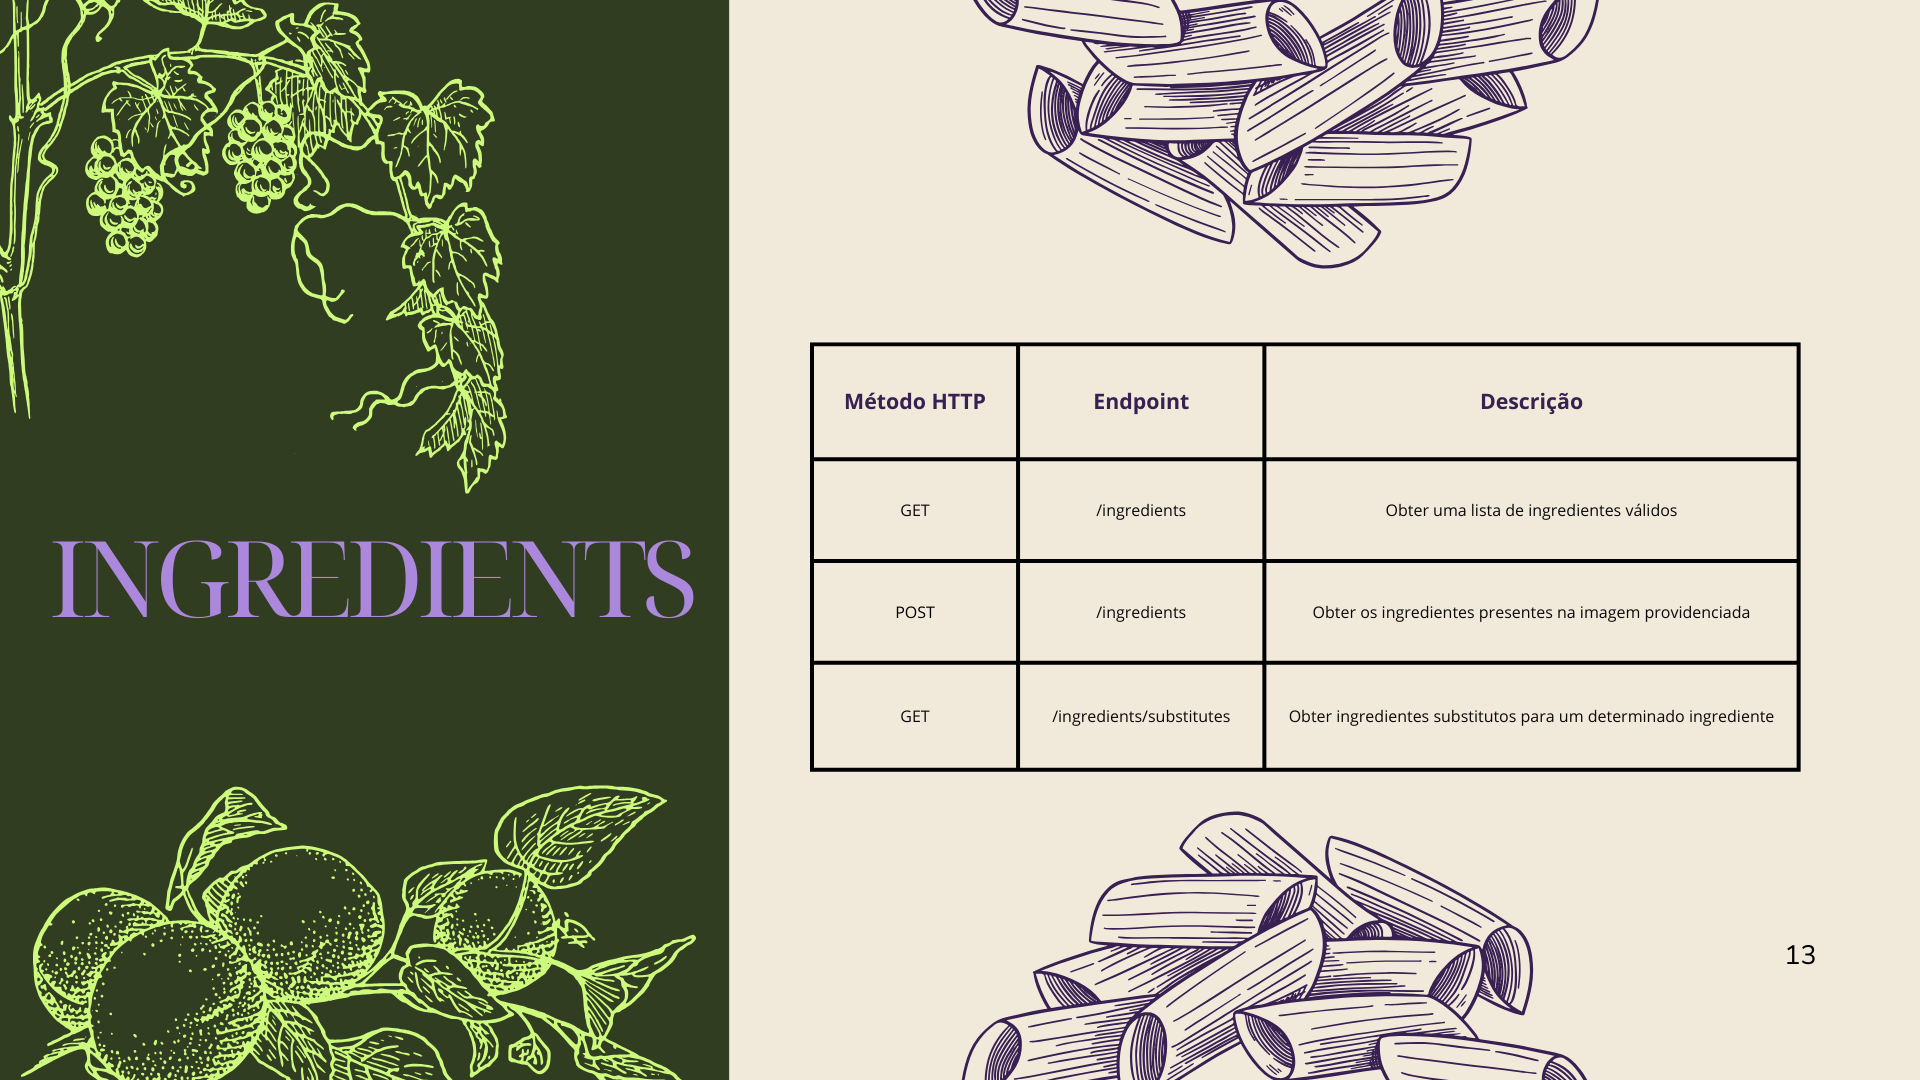 INGREDIENTS
Método HTTP Endpoint Descrição
GET /ingredients Obter uma lista de ingredientes válidos
POST /ingredients Obter os ingredientes presentes na imagem providenciada
GET /ingredients/substitutes Obter ingredientes substitutos para um determinado ingrediente
13